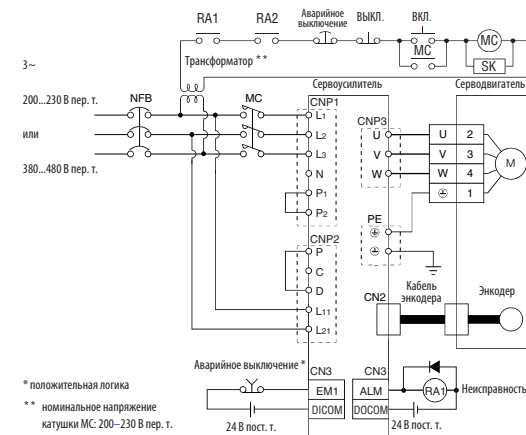 RA1 RA2 Аварийное выключение ВЫКЛ. ВКЛ.
MC
MC
SK
Трансформатор **
3~
Сервоусилитель
Серводвигатель
200...230 В пер. т.
NFB
MC
CNP1
CNP3
или
L1
L2
L3
N
P1
P2
U
V
W
U 2
V 3
W 4
1
M
380...480 В пер. т.
PE
CNP2
P
C
D
L11
L21
CN2
Кабель энкодера
Энкодер
Аварийное выключение *
CN3
CN3
EM1
DICOM
ALM
DOCOM
RA1
Неисправность
24 В пост. т.
24 В пост. т.
* положительная логика
** номинальное напряжение
катушки МС: 200–230 В пер. т.